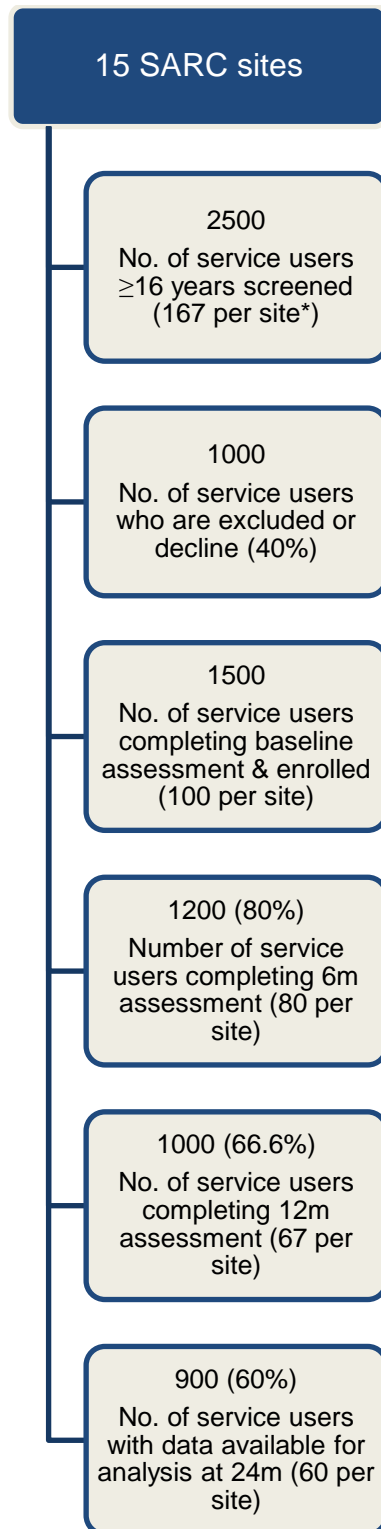 15 SARC sites
2500
No. of service users
≥16 years screened
(167 per site*)
1000
No. of service users
who are excluded or
decline (40%)
1500
No. of service users
completing baseline
assessment & enrolled
(100 per site)
1200 (80%)
Number of service
users completing 6m
assessment (80 per
site)
1000 (66.6%)
No. of service users
completing 12m
assessment (67 per
site)
900 (60%)
No. of service users
with data available for
analysis at 24m (60 per
site)